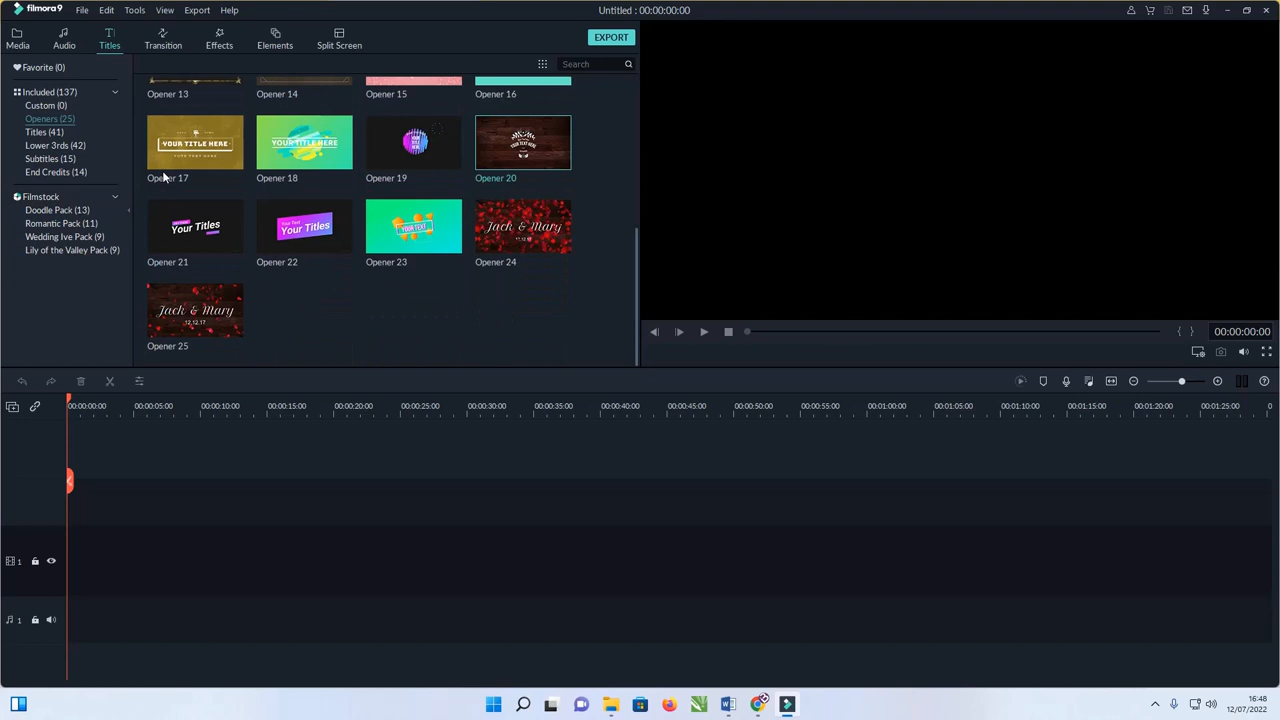 filmora9 File Edit Tools View Export Help Untitled : 00:00:00:00
Media Audio Titles Transition Effects Elements Split Screen EXPORT
Favorite (0)
Search
Included (137)
Custom (0)
Openers (25)
Titles (41)
Lower 3rds (42)
Subtitles (15)
End Credits (14)
Filmstock
Doodle Pack (13)
Romantic Pack (11)
Wedding Ive Pack (9)
Lily of the Valley Pack (9)
Opener 13 Opener 14 Opener 15 Opener 16
YOUR TITLE HERE
YOUR TITLE HERE
Opener 17 Opener 18 Opener 19 Opener 20
Your Titles
Your Text
Your Titles
YOUR TEXT
Jack & Mary
Opener 21 Opener 22 Opener 23 Opener 24
Jack & Mary
12.12.17
Opener 25
{ } 00:00:00:00
00:00:00:00 00:00:05:00 00:00:10:00 00:00:15:00 00:00:20:00 00:00:25:00 00:00:30:00 00:00:35:00 00:00:40:00 00:00:45:00 00:00:50:00 00:00:55:00 00:01:00:00 00:01:05:00 00:01:10:00 00:01:15:00 00:01:20:00 00:01:25:00 0
1
1
16:48
12/07/2022